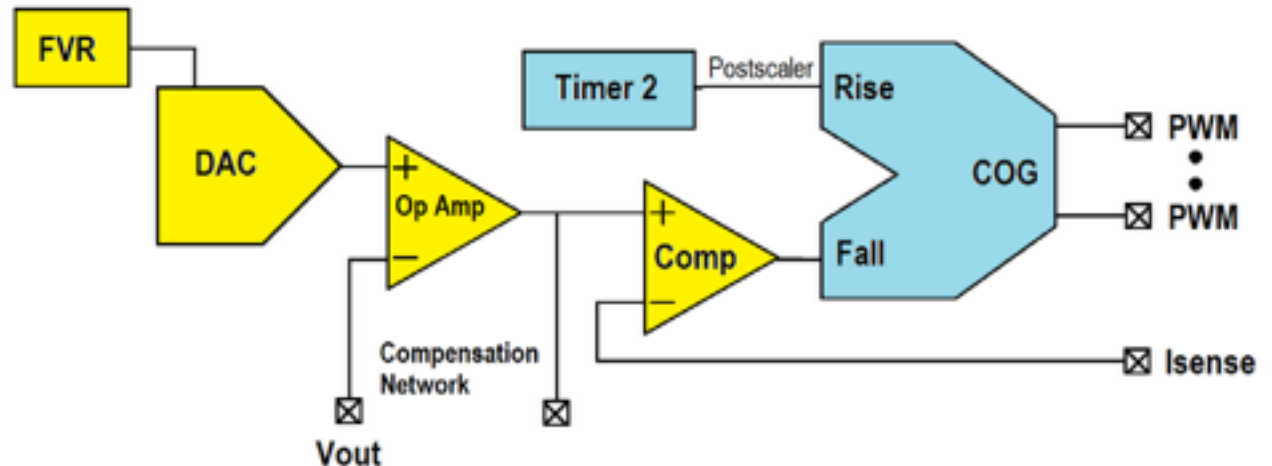 FVR
DAC
+
Op Amp
−
Timer 2
Postscaler
Rise
COG
Fall
PWM
PWM
+
Comp
−
Compensation
Network
Isense
Vout